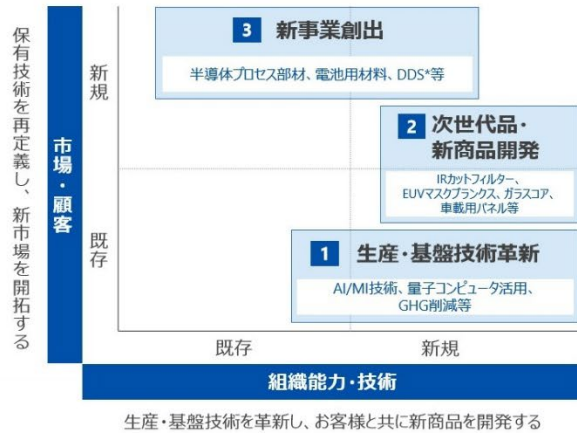 保有技術を再定義し、新市場を開拓する
市場・顧客
新規
既存
3 新事業創出
半導体プロセス部材、電池用材料、DDS*等
2 次世代品・
新商品開発
IRカットフィルター、
EUVマスクブランクス、ガラスコア、
車載用パネル等
1 生産・基盤技術革新
AI/MI技術、量子コンピュータ活用、
GHG削減等
既存 新規
組織能力・技術
生産・基盤技術を革新し、お客様と共に新商品を開発する